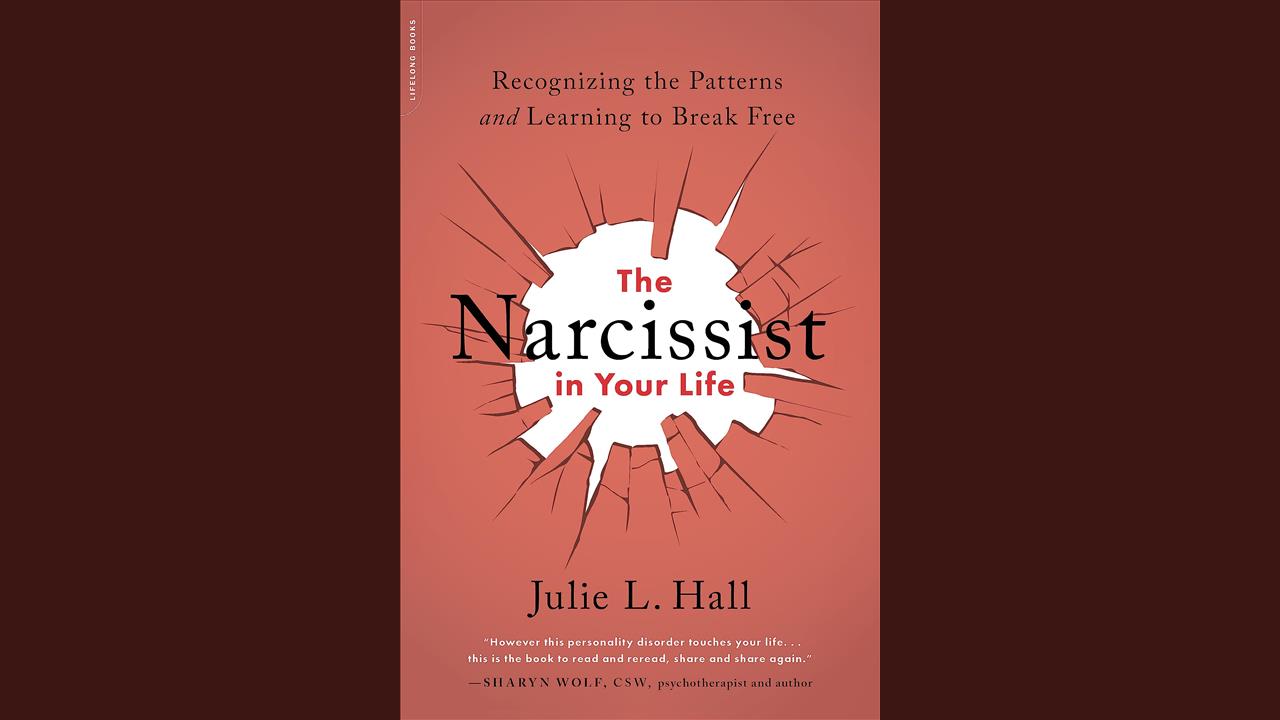 LIFELONG BOOKS
Recognizing the Patterns
and Learning to Break Free
The
Narcissist
in Your Life
Julie L. Hall
“However this personality disorder touches your life. . .
this is the book to read and reread, share and share again.”
—SHARYN WOLF, CSW, psychotherapist and author